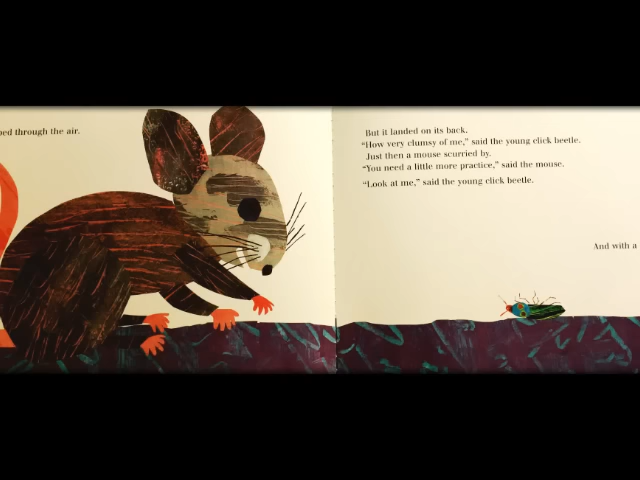 ped through the air.
But it landed on its back.
“How very clumsy of me,” said the young click beetle.
Just then a mouse scurried by.
“You need a little more practice,” said the mouse.
“Look at me,” said the young click beetle.
And with a